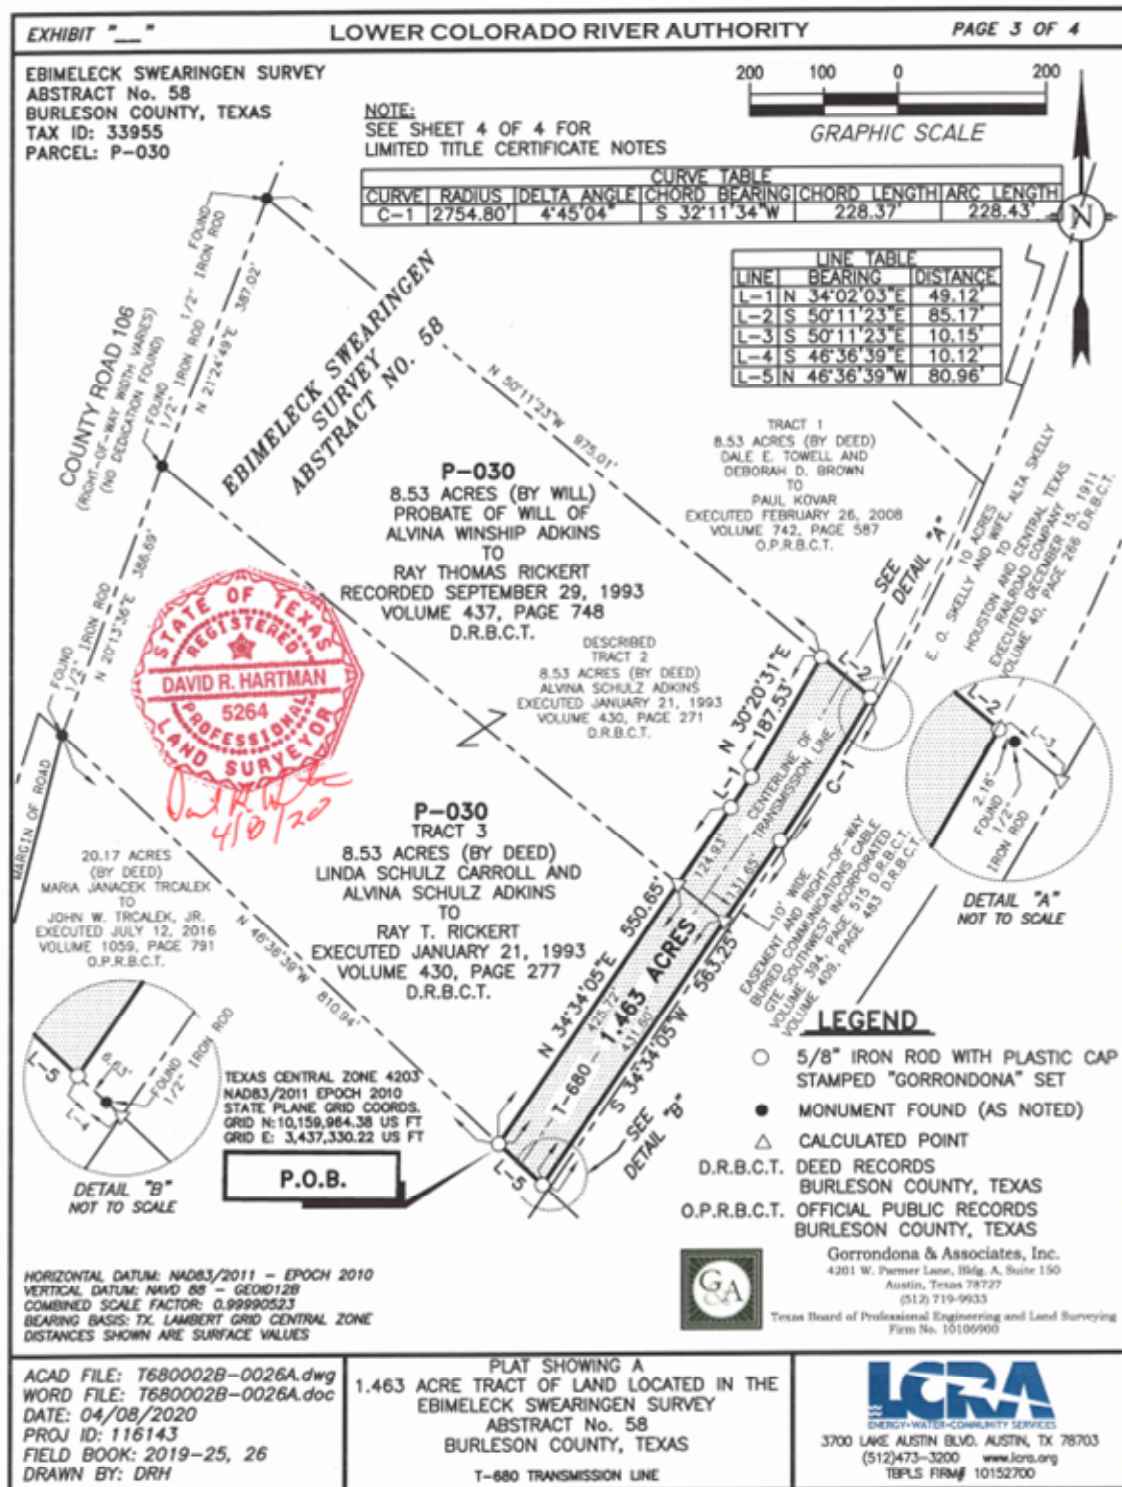 EXHIBIT "__"
LOWER COLORADO RIVER AUTHORITY
PAGE 3 OF 4
EBIMELECK SWEARINGEN SURVEY
ABSTRACT No. 58
BURLESON COUNTY, TEXAS
TAX ID: 33955
PARCEL: P-030
NOTE:
SEE SHEET 4 OF 4 FOR
LIMITED TITLE CERTIFICATE NOTES
200 100 0 200
GRAPHIC SCALE
N
CURVE TABLE
CURVE RADIUS DELTA ANGLE CHORD BEARING CHORD LENGTH ARC LENGTH
C-1 2754.80' 4°45'04" S 32°11'34"W 228.37' 228.43'
LINE TABLE
LINE BEARING DISTANCE
L-1 N 34°02'03"E 49.12'
L-2 S 50°11'23"E 85.17'
L-3 S 50°11'23"E 10.15'
L-4 S 46°36'39"E 10.12'
L-5 N 46°36'39"W 80.96'
FOUND
1/2" IRON ROD
N 21°24'49"E 387.02'
COUNTY ROAD 106
(RIGHT-OF-WAY WIDTH VARIES)
(NO DEDICATION FOUND)
FOUND
1/2" IRON ROD
EBIMELECK SWEARINGEN
SURVEY
ABSTRACT NO. 58
N 50°11'23"W 975.01'
P-030
8.53 ACRES (BY WILL)
PROBATE OF WILL OF
ALVINA WINSHIP ADKINS
TO
RAY THOMAS RICKERT
RECORDED SEPTEMBER 29, 1993
VOLUME 437, PAGE 748
D.R.B.C.T.
TRACT 1
8.53 ACRES (BY DEED)
DALE E. TOWELL AND
DEBORAH D. BROWN
TO
PAUL KOVAR
EXECUTED FEBRUARY 26, 2008
VOLUME 742, PAGE 587
O.P.R.B.C.T.
SEE
DETAIL "A"
10 ACRES
E. O. SKELLY AND WIFE, ALTA SKELLY
TO
HOUSTON AND CENTRAL TEXAS
RAILROAD COMPANY
EXECUTED DECEMBER 15, 1911
VOLUME 40, PAGE 266 D.R.B.C.T.
N 20°13'36"E 386.69'
FOUND
1/2" IRON ROD
MARGIN OF ROAD
STATE OF TEXAS
REGISTERED
DAVID R. HARTMAN
5264
PROFESSIONAL
LAND SURVEYOR
4/8/20
DESCRIBED
TRACT 2
8.53 ACRES (BY DEED)
ALVINA SCHULZ ADKINS
EXECUTED JANUARY 21, 1993
VOLUME 430, PAGE 271
D.R.B.C.T.
N 30°20'31"E
187.53'
L-2
L-1
CENTERLINE OF
TRANSMISSION LINE
C-1
124.93'
131.65'
L-2
L-3
2.16'
FOUND
1/2"
IRON ROD
DETAIL "A"
NOT TO SCALE
P-030
TRACT 3
8.53 ACRES (BY DEED)
LINDA SCHULZ CARROLL AND
ALVINA SCHULZ ADKINS
TO
RAY T. RICKERT
EXECUTED JANUARY 21, 1993
VOLUME 430, PAGE 277
D.R.B.C.T.
20.17 ACRES
(BY DEED)
MARIA JANACEK TRCALEK
TO
JOHN W. TRCALEK, JR.
EXECUTED JULY 12, 2016
VOLUME 1059, PAGE 791
O.P.R.B.C.T.
N 46°36'39"W 810.94'
N 34°34'05"E 550.65'
425.72'
T-680 1.463 ACRES
431.60'
S 34°34'05"W 563.25'
10' WIDE
EASEMENT AND RIGHT-OF-WAY
BURIED COMMUNICATIONS CABLE
GTE SOUTHWEST INCORPORATED
VOLUME 394, PAGE 515 D.R.B.C.T.
VOLUME 409, PAGE 483 D.R.B.C.T.
L-5
6.63'
L-4
FOUND
1/2" IRON ROD
DETAIL "B"
NOT TO SCALE
TEXAS CENTRAL ZONE 4203
NAD83/2011 EPOCH 2010
STATE PLANE GRID COORDS.
GRID N:10,159,964.38 US FT
GRID E: 3,437,330.22 US FT
P.O.B.
L-5
SEE
DETAIL "B"
LEGEND
5/8" IRON ROD WITH PLASTIC CAP
STAMPED "GORRONDONA" SET
MONUMENT FOUND (AS NOTED)
CALCULATED POINT
D.R.B.C.T. DEED RECORDS
BURLESON COUNTY, TEXAS
O.P.R.B.C.T. OFFICIAL PUBLIC RECORDS
BURLESON COUNTY, TEXAS
G&A
Gorrondona & Associates, Inc.
4201 W. Parmer Lane, Bldg. A, Suite 150
Austin, Texas 78727
(512) 719-9933
Texas Board of Professional Engineering and Land Surveying
Firm No. 10106900
HORIZONTAL DATUM: NAD83/2011 - EPOCH 2010
VERTICAL DATUM: NAVD 88 - GEOID12B
COMBINED SCALE FACTOR: 0.99990523
BEARING BASIS: TX. LAMBERT GRID CENTRAL ZONE
DISTANCES SHOWN ARE SURFACE VALUES
ACAD FILE: T680002B-0026A.dwg
WORD FILE: T680002B-0026A.doc
DATE: 04/08/2020
PROJ ID: 116143
FIELD BOOK: 2019-25, 26
DRAWN BY: DRH
PLAT SHOWING A
1.463 ACRE TRACT OF LAND LOCATED IN THE
EBIMELECK SWEARINGEN SURVEY
ABSTRACT No. 58
BURLESON COUNTY, TEXAS
T-680 TRANSMISSION LINE
LCRA
ENERGY•WATER•COMMUNITY SERVICES
3700 LAKE AUSTIN BLVD. AUSTIN, TX 78703
(512)473-3200 www.lcra.org
TBPLS FIRM# 10152700